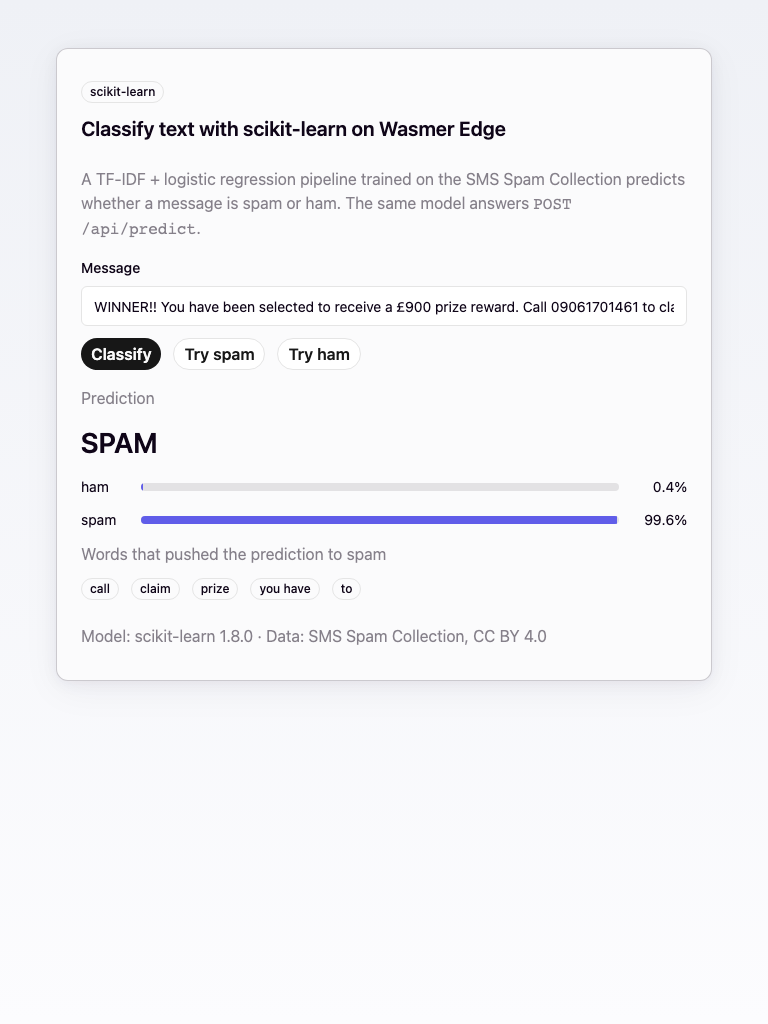 scikit-learn
Classify text with scikit-learn on Wasmer Edge
A TF-IDF + logistic regression pipeline trained on the SMS Spam Collection predicts
whether a message is spam or ham. The same model answers POST
/api/predict.
Message
WINNER!! You have been selected to receive a £900 prize reward. Call 09061701461 to cla
Classify Try spam Try ham
Prediction
SPAM
ham 0.4%
spam 99.6%
Words that pushed the prediction to spam
call claim prize you have to
Model: scikit-learn 1.8.0 · Data: SMS Spam Collection, CC BY 4.0